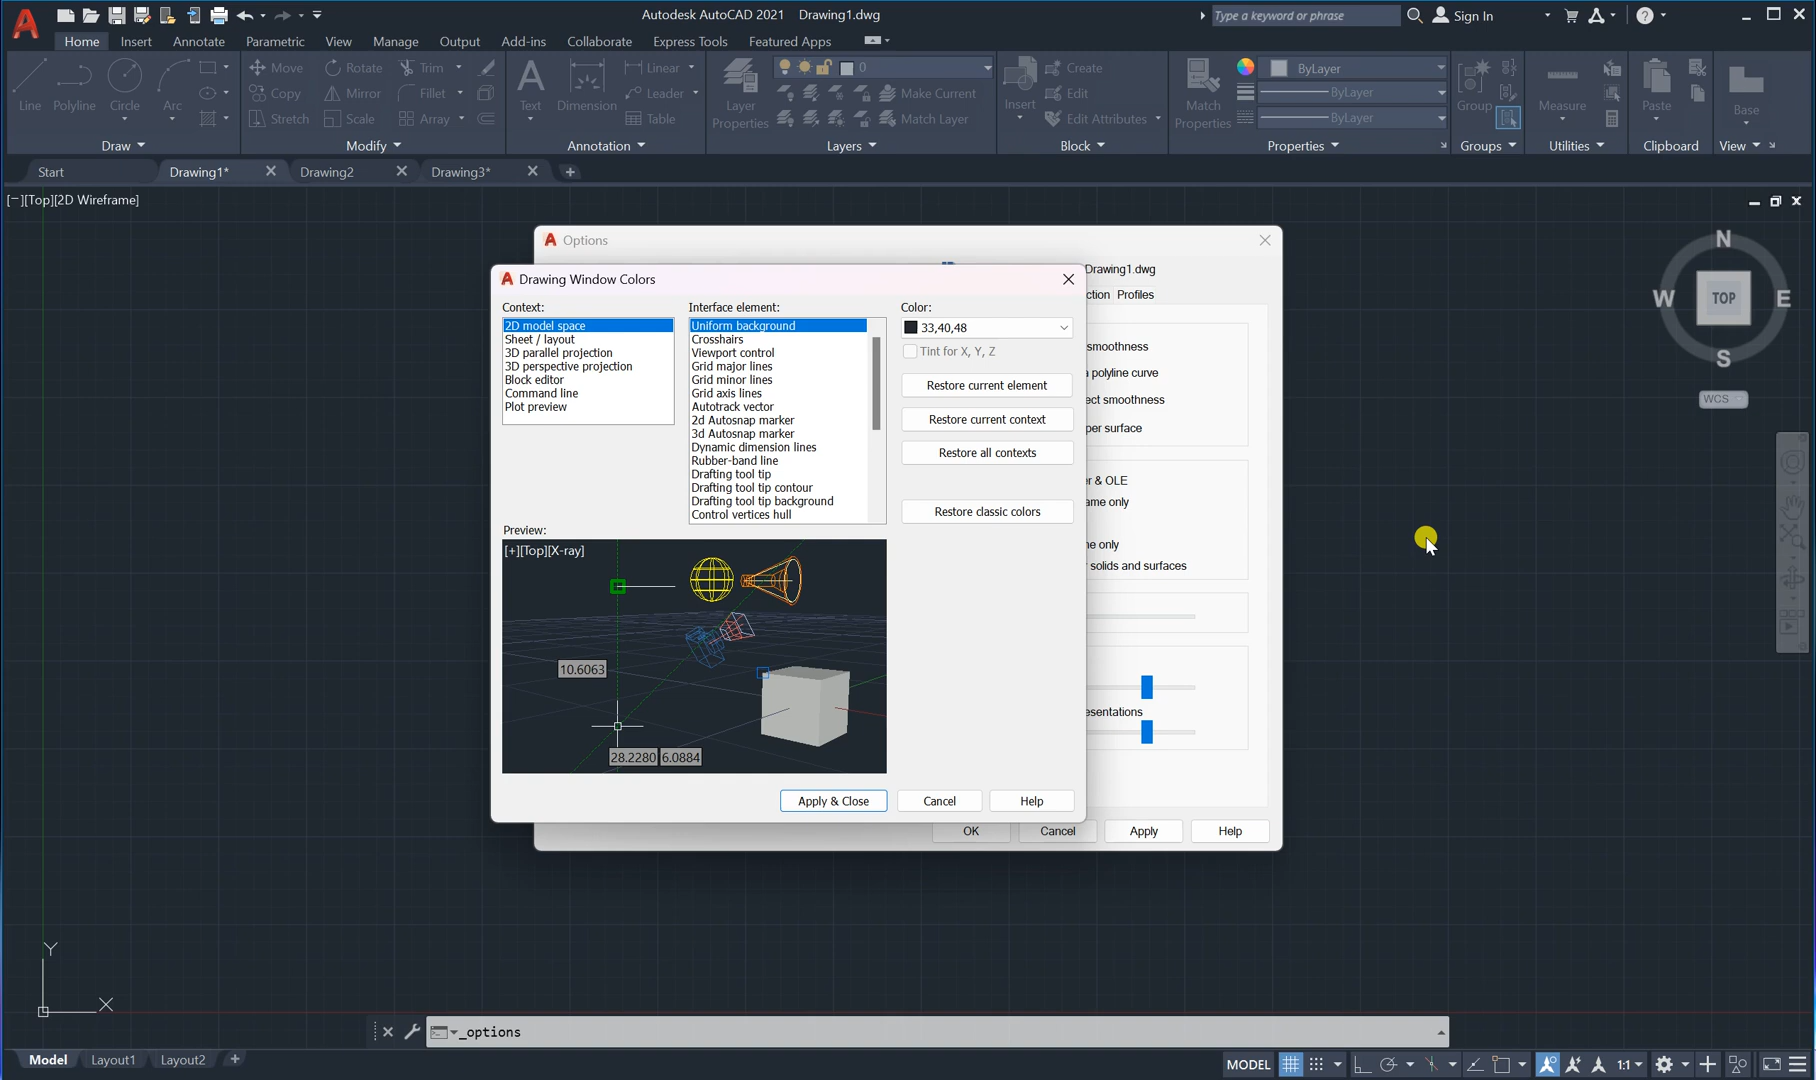 Autodesk AutoCAD 2021 Drawing1.dwg
Type a keyword or phrase
Sign In
Home Insert Annotate Parametric View Manage Output Add-ins Collaborate Express Tools Featured Apps
Line Polyline Circle Arc
Draw
Move Rotate Trim
Copy Mirror Fillet
Stretch Scale Array
Modify
Text Dimension
Linear
Leader
Table
Annotation
Layer Properties
0
Make Current
Match Layer
Layers
Insert
Create
Edit
Edit Attributes
Block
Match Properties
ByLayer
ByLayer
ByLayer
Properties
Group
Groups
Measure
Utilities
Paste
Clipboard
Base
View
Start Drawing1* Drawing2 Drawing3*
[−][Top][2D Wireframe]
N
W TOP E
S
WCS
A Options
Drawing1.dwg
ction Profiles
smoothness
a polyline curve
ect smoothness
per surface
r & OLE
ame only
ne only
r solids and surfaces
esentations
OK Cancel Apply Help
A Drawing Window Colors
Context:
2D model space
Sheet / layout
3D parallel projection
3D perspective projection
Block editor
Command line
Plot preview
Interface element:
Uniform background
Crosshairs
Viewport control
Grid major lines
Grid minor lines
Grid axis lines
Autotrack vector
2d Autosnap marker
3d Autosnap marker
Dynamic dimension lines
Rubber-band line
Drafting tool tip
Drafting tool tip contour
Drafting tool tip background
Control vertices hull
Color:
33,40,48
Tint for X, Y, Z
Restore current element
Restore current context
Restore all contexts
Restore classic colors
Preview:
[+][Top][X-ray]
10.6063
28.2280 6.0884
Apply & Close Cancel Help
Y
X
_options
Model Layout1 Layout2 +
MODEL 1:1